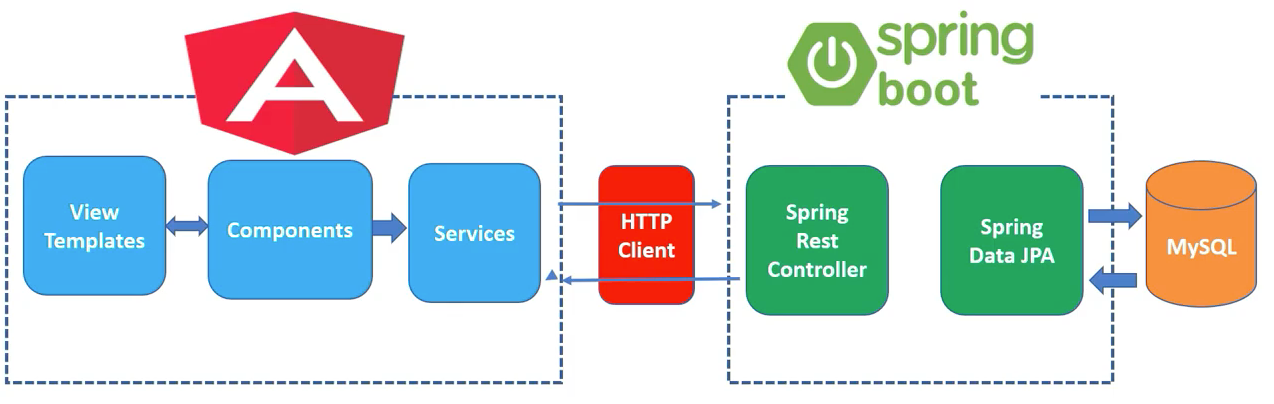 spring
boot
View
Templates
Components
Services
HTTP
Client
Spring
Rest
Controller
Spring
Data JPA
MySQL